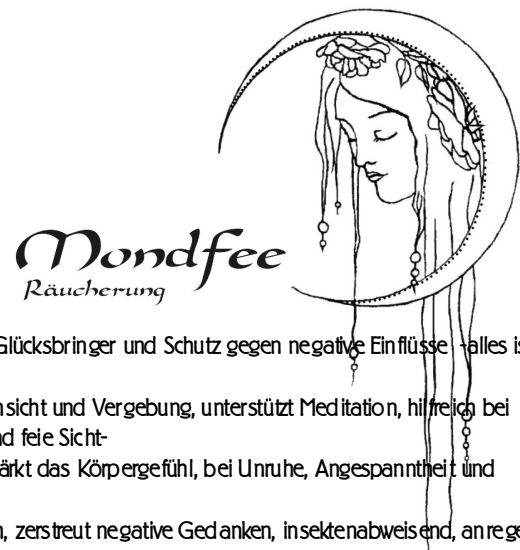 Mondfee
Räucherung
Glücksbringer und Schutz gegen negative Einflüsse -alles is
nsicht und Vergebung, unterstützt Meditation, hilfreich bei
nd feie Sicht-
ärkt das Körpergefühl, bei Unruhe, Angespanntheit und
n, zerstreut negative Gedanken, insektenabweisend, anrege